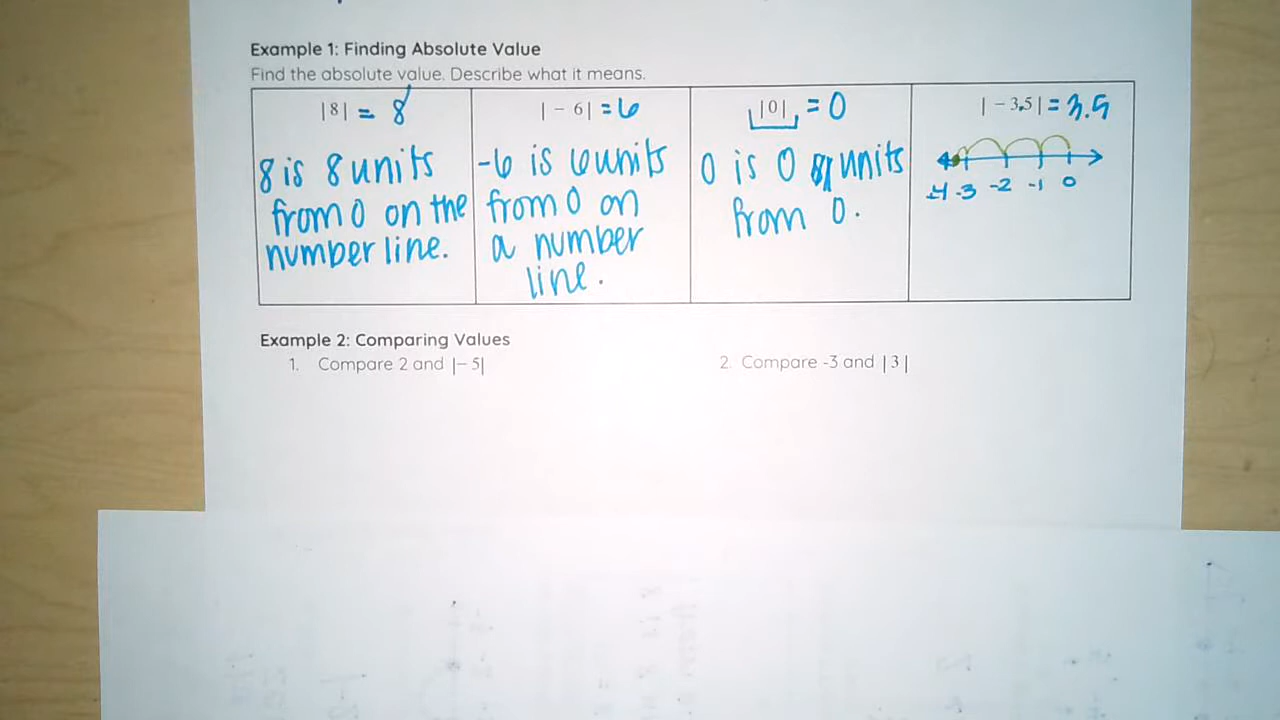 Example 1: Finding Absolute Value
Find the absolute value. Describe what it means.
|8| = 8
8 is 8 units
from 0 on the
number line.
|- 6| = 6
-6 is 6 units
from 0 on
a number
line.
|0| = 0
0 is 0 units
from 0.
|- 3.5| = 3.5
-4 -3 -2 -1 0
Example 2: Comparing Values
1. Compare 2 and |- 5|
2. Compare -3 and | 3 |